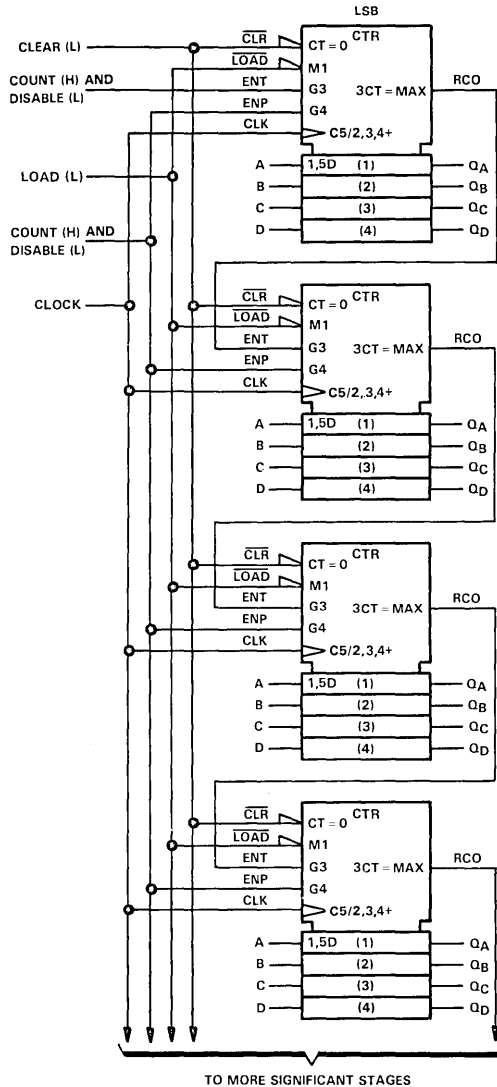 LSB
CLEAR (L)
CLR
CT = 0 CTR
LOAD
M1
COUNT (H) AND
DISABLE (L)
ENT
G3
3CT = MAX
RCO
ENP
G4
CLK
C5/2,3,4+
A 1,5D (1) QA
LOAD (L)
B (2) QB
C (3) QC
D (4) QD
COUNT (H) AND
DISABLE (L)
CLOCK
CLR
CT = 0 CTR
LOAD
M1
ENT
G3
3CT = MAX
RCO
ENP
G4
CLK
C5/2,3,4+
A 1,5D (1) QA
B (2) QB
C (3) QC
D (4) QD
CLR
CT = 0 CTR
LOAD
M1
ENT
G3
3CT = MAX
RCO
ENP
G4
CLK
C5/2,3,4+
A 1,5D (1) QA
B (2) QB
C (3) QC
D (4) QD
CLR
CT = 0 CTR
LOAD
M1
ENT
G3
3CT = MAX
RCO
ENP
G4
CLK
C5/2,3,4+
A 1,5D (1) QA
B (2) QB
C (3) QC
D (4) QD
TO MORE SIGNIFICANT STAGES